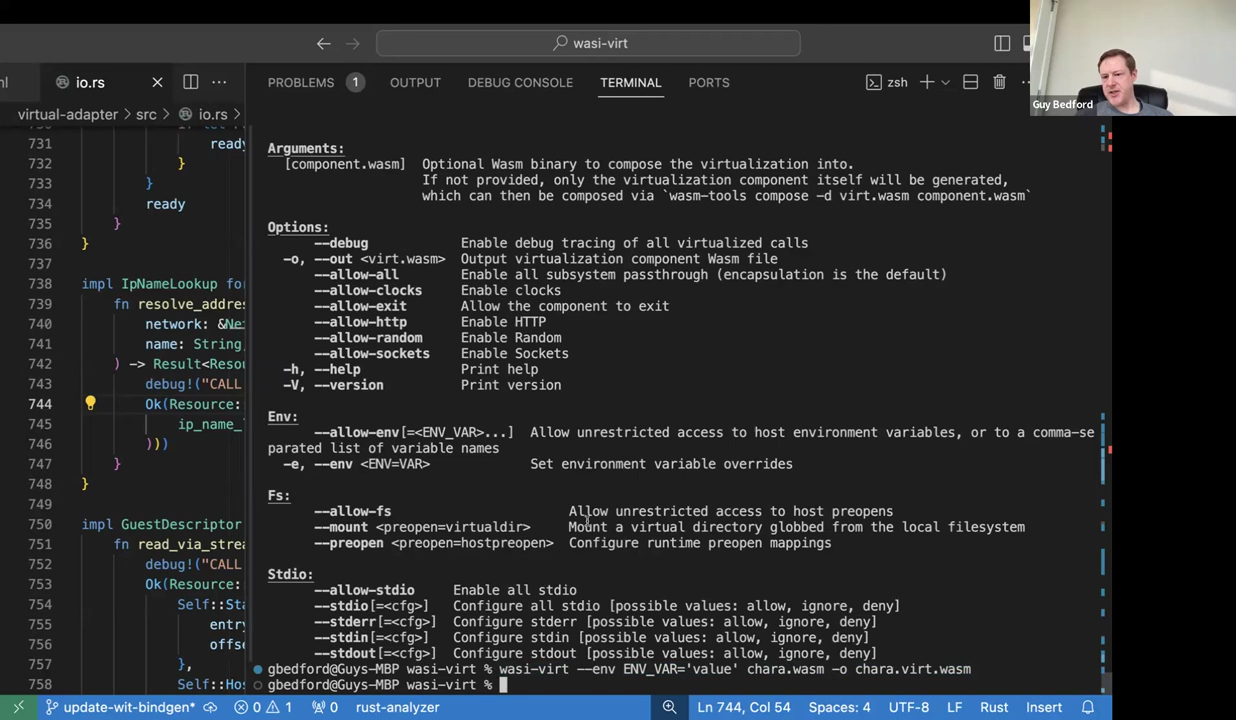 wasi-virt
Guy Bedford
io.rs
PROBLEMS 1 OUTPUT DEBUG CONSOLE TERMINAL PORTS
zsh
virtual-adapter > src > io.rs
731 ready
732 }
733 }
734 ready
735 }
736 }
737
738 impl IpNameLookup fo
739 fn resolve_addre
740 network: &Ne
741 name: String,
742 ) -> Result<Reso
743 debug!("CALL
744 Ok(Resource:
745 ip_name_
746 )))
747 }
748 }
749
750 impl GuestDescriptor
751 fn read_via_stre
752 debug!("CALL
753 Ok(Resource:
754 Self::Sta
755 entry
756 offse
757 },
758 Self::Hos
Arguments:
[component.wasm] Optional Wasm binary to compose the virtualization into.
If not provided, only the virtualization component itself will be generated,
which can then be composed via `wasm-tools compose -d virt.wasm component.wasm`
Options:
--debug Enable debug tracing of all virtualized calls
-o, --out <virt.wasm> Output virtualization component Wasm file
--allow-all Enable all subsystem passthrough (encapsulation is the default)
--allow-clocks Enable clocks
--allow-exit Allow the component to exit
--allow-http Enable HTTP
--allow-random Enable Random
--allow-sockets Enable Sockets
-h, --help Print help
-V, --version Print version
Env:
--allow-env[=<ENV_VAR>...] Allow unrestricted access to host environment variables, or to a comma-se
parated list of variable names
-e, --env <ENV=VAR> Set environment variable overrides
Fs:
--allow-fs Allow unrestricted access to host preopens
--mount <preopen=virtualdir> Mount a virtual directory globbed from the local filesystem
--preopen <preopen=hostpreopen> Configure runtime preopen mappings
Stdio:
--allow-stdio Enable all stdio
--stdio[=<cfg>] Configure all stdio [possible values: allow, ignore, deny]
--stderr[=<cfg>] Configure stderr [possible values: allow, ignore, deny]
--stdin[=<cfg>] Configure stdin [possible values: allow, ignore, deny]
--stdout[=<cfg>] Configure stdout [possible values: allow, ignore, deny]
gbedford@Guys-MBP wasi-virt % wasi-virt --env ENV_VAR='value' chara.wasm -o chara.virt.wasm
gbedford@Guys-MBP wasi-virt %
update-wit-bindgen* 0 1 0 rust-analyzer Ln 744, Col 54 Spaces: 4 UTF-8 LF Rust Insert